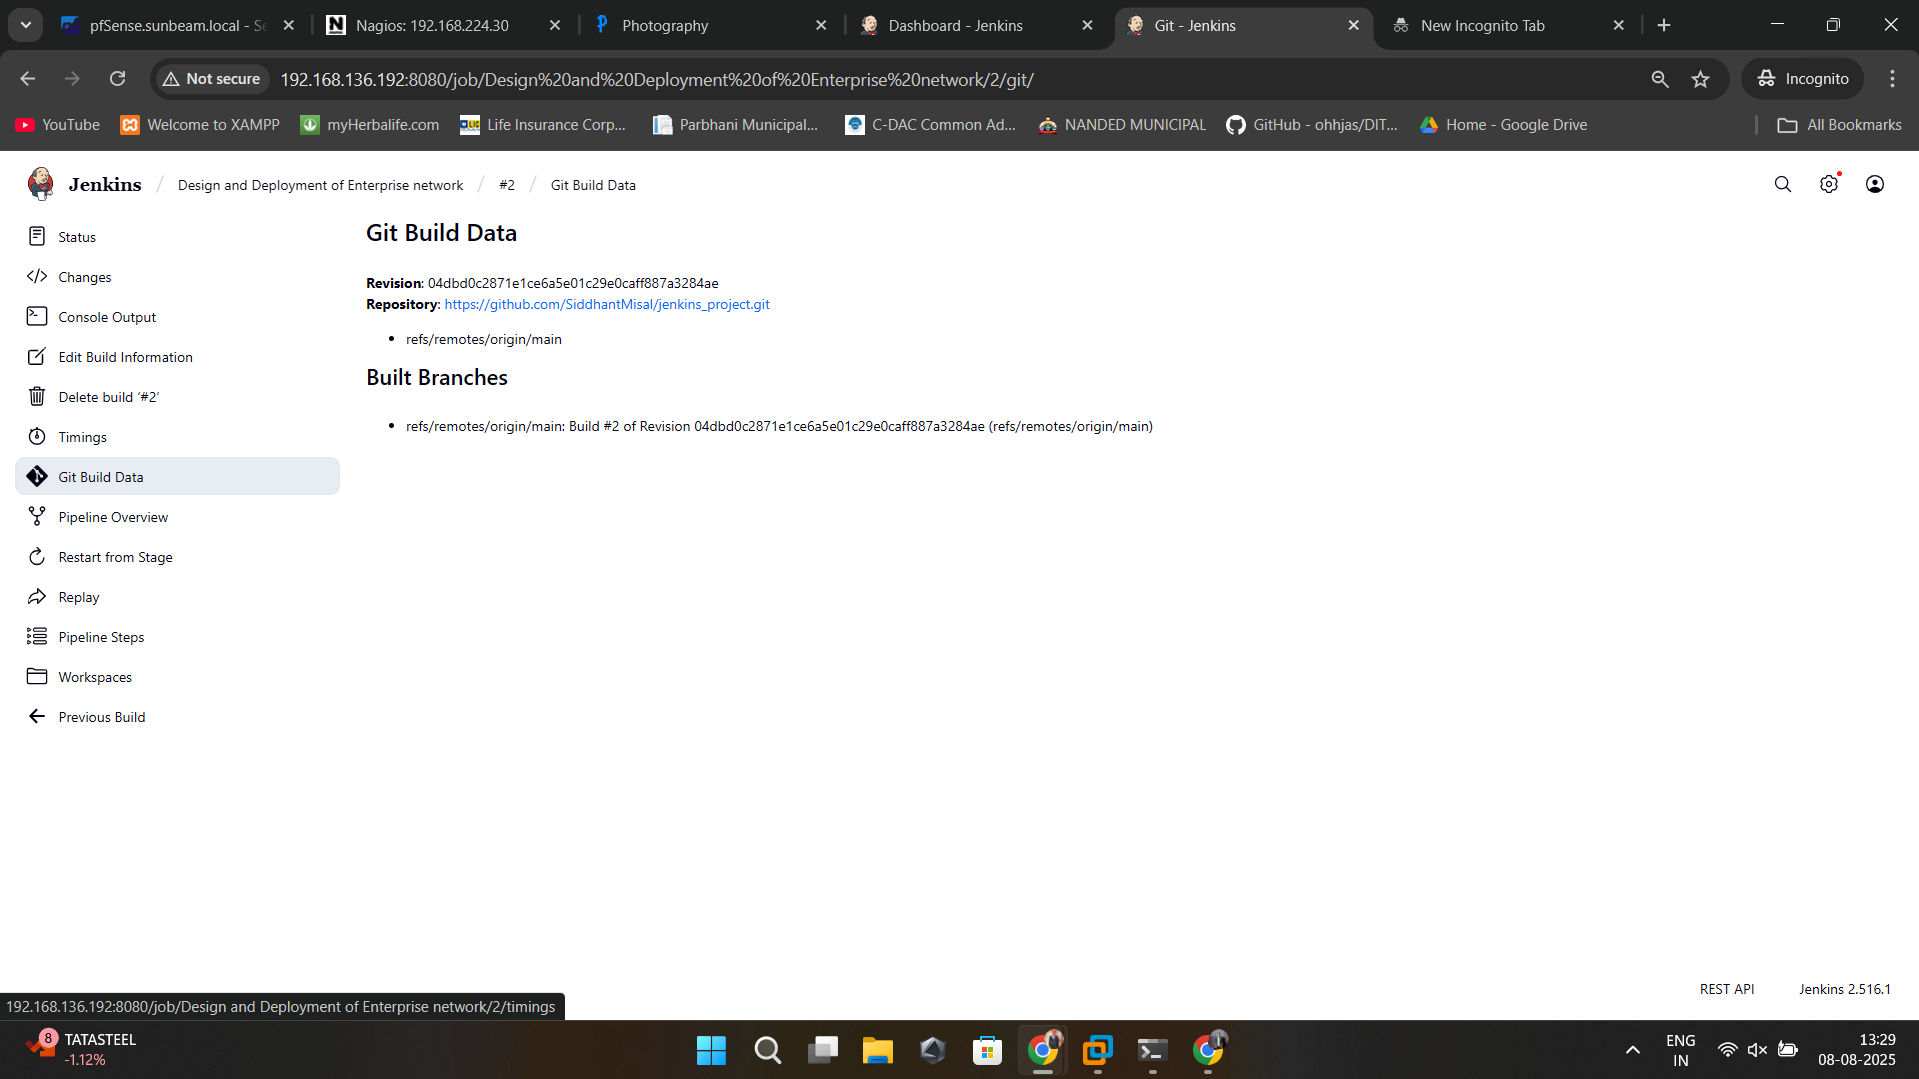 pfSense.sunbeam.local - Se
Nagios: 192.168.224.30
Photography
Dashboard - Jenkins
Git - Jenkins
New Incognito Tab
Not secure
192.168.136.192:8080/job/Design%20and%20Deployment%20of%20Enterprise%20network/2/git/
Incognito
YouTube
Welcome to XAMPP
myHerbalife.com
Life Insurance Corp...
Parbhani Municipal...
C-DAC Common Ad...
NANDED MUNICIPAL
GitHub - ohhjas/DIT...
Home - Google Drive
All Bookmarks
Jenkins / Design and Deployment of Enterprise network / #2 / Git Build Data
Status
Changes
Console Output
Edit Build Information
Delete build ‘#2’
Timings
Git Build Data
Pipeline Overview
Restart from Stage
Replay
Pipeline Steps
Workspaces
Previous Build
Git Build Data
Revision: 04dbd0c2871e1ce6a5e01c29e0caff887a3284ae
Repository: https://github.com/SiddhantMisal/jenkins_project.git
• refs/remotes/origin/main
Built Branches
• refs/remotes/origin/main: Build #2 of Revision 04dbd0c2871e1ce6a5e01c29e0caff887a3284ae (refs/remotes/origin/main)
REST API
Jenkins 2.516.1
192.168.136.192:8080/job/Design and Deployment of Enterprise network/2/timings
8
TATASTEEL
-1.12%
ENG
IN
13:29
08-08-2025